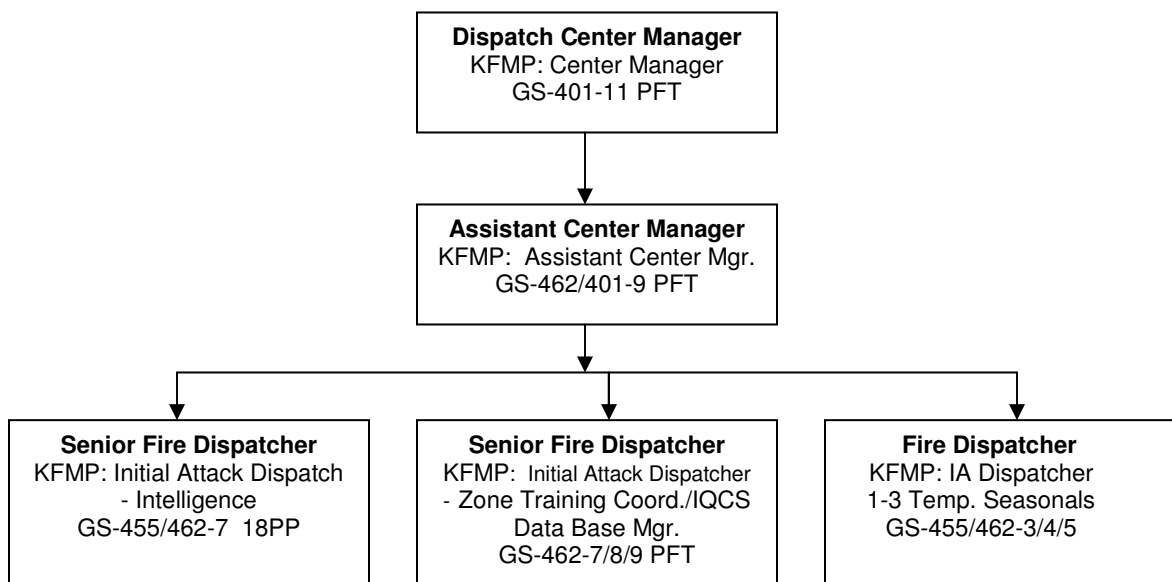 Dispatch Center Manager
KFMP: Center Manager
GS-401-11 PFT
Assistant Center Manager
KFMP:  Assistant Center Mgr.
GS-462/401-9 PFT
Senior Fire Dispatcher
KFMP: Initial Attack Dispatch
- Intelligence
GS-455/462-7  18PP
Senior Fire Dispatcher
KFMP:  Initial Attack Dispatcher
- Zone Training Coord./IQCS
Data Base Mgr.
GS-462-7/8/9 PFT
Fire Dispatcher
KFMP: IA Dispatcher
1-3 Temp. Seasonals
GS-455/462-3/4/5